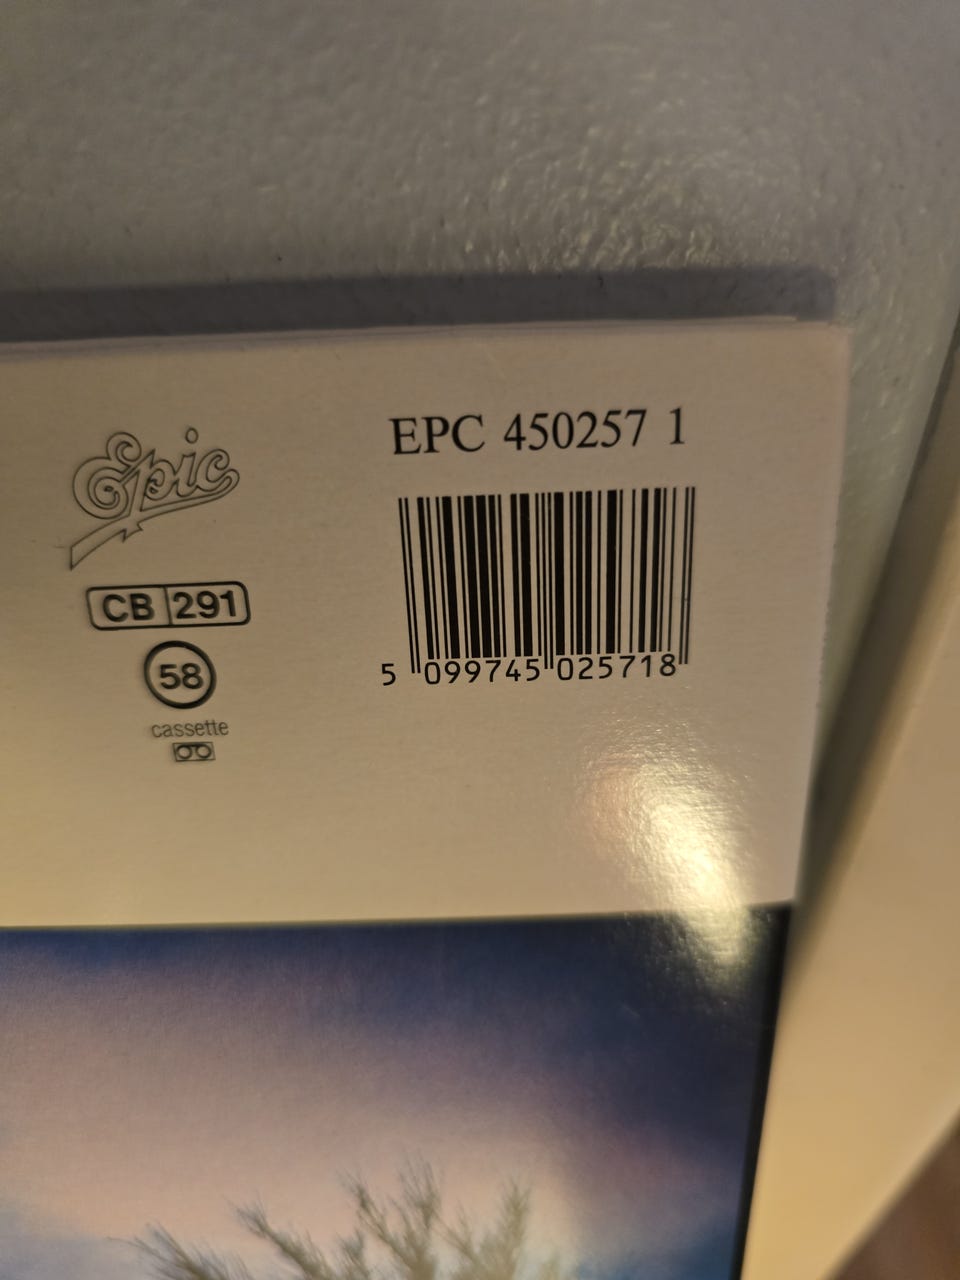 EPC 450257 1
Epic
CB 291
58
cassette
5 099745 025718